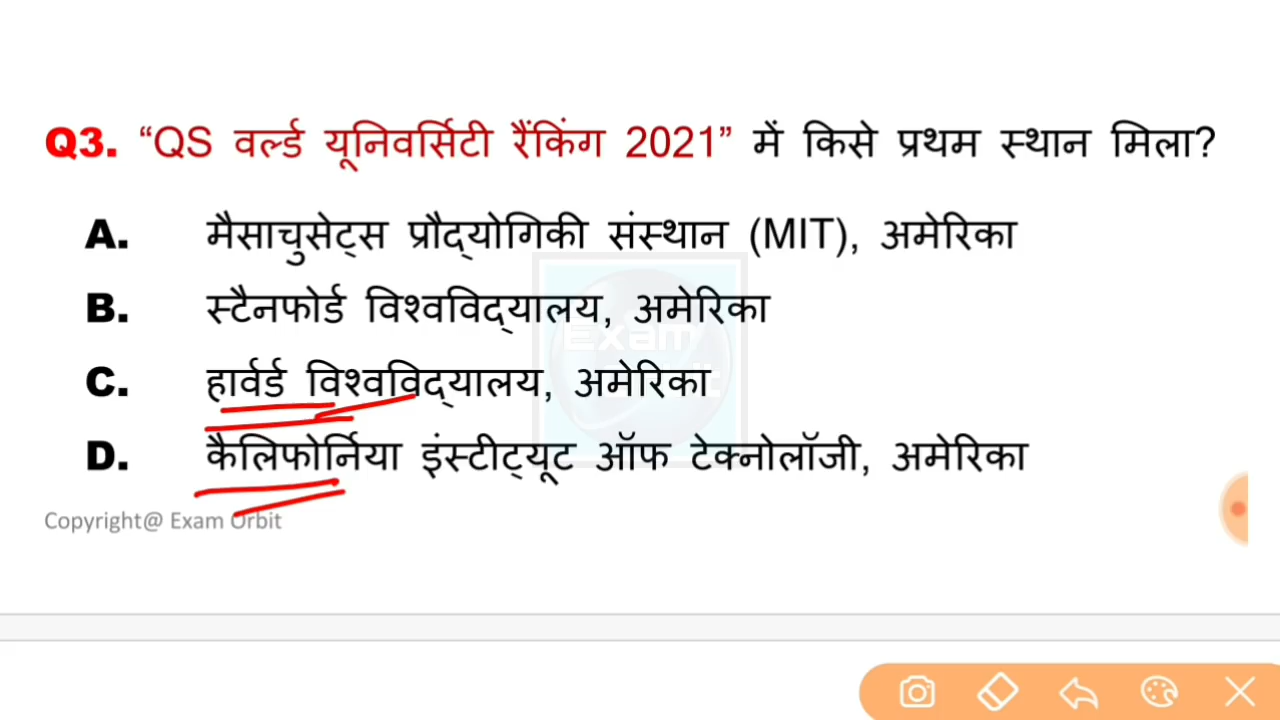 Q3. “QS वर्ल्ड यूनिवर्सिटी रैंकिंग 2021” में किसे प्रथम स्थान मिला?
A. मैसाचुसेट्स प्रौद्योगिकी संस्थान (MIT), अमेरिका
B. स्टैनफोर्ड विश्वविद्यालय, अमेरिका
Exam
C. हार्वर्ड विश्वविद्यालय, अमेरिका
D. कैलिफोर्निया इंस्टीट्यूट ऑफ टेक्नोलॉजी, अमेरिका
Copyright@ Exam Orbit